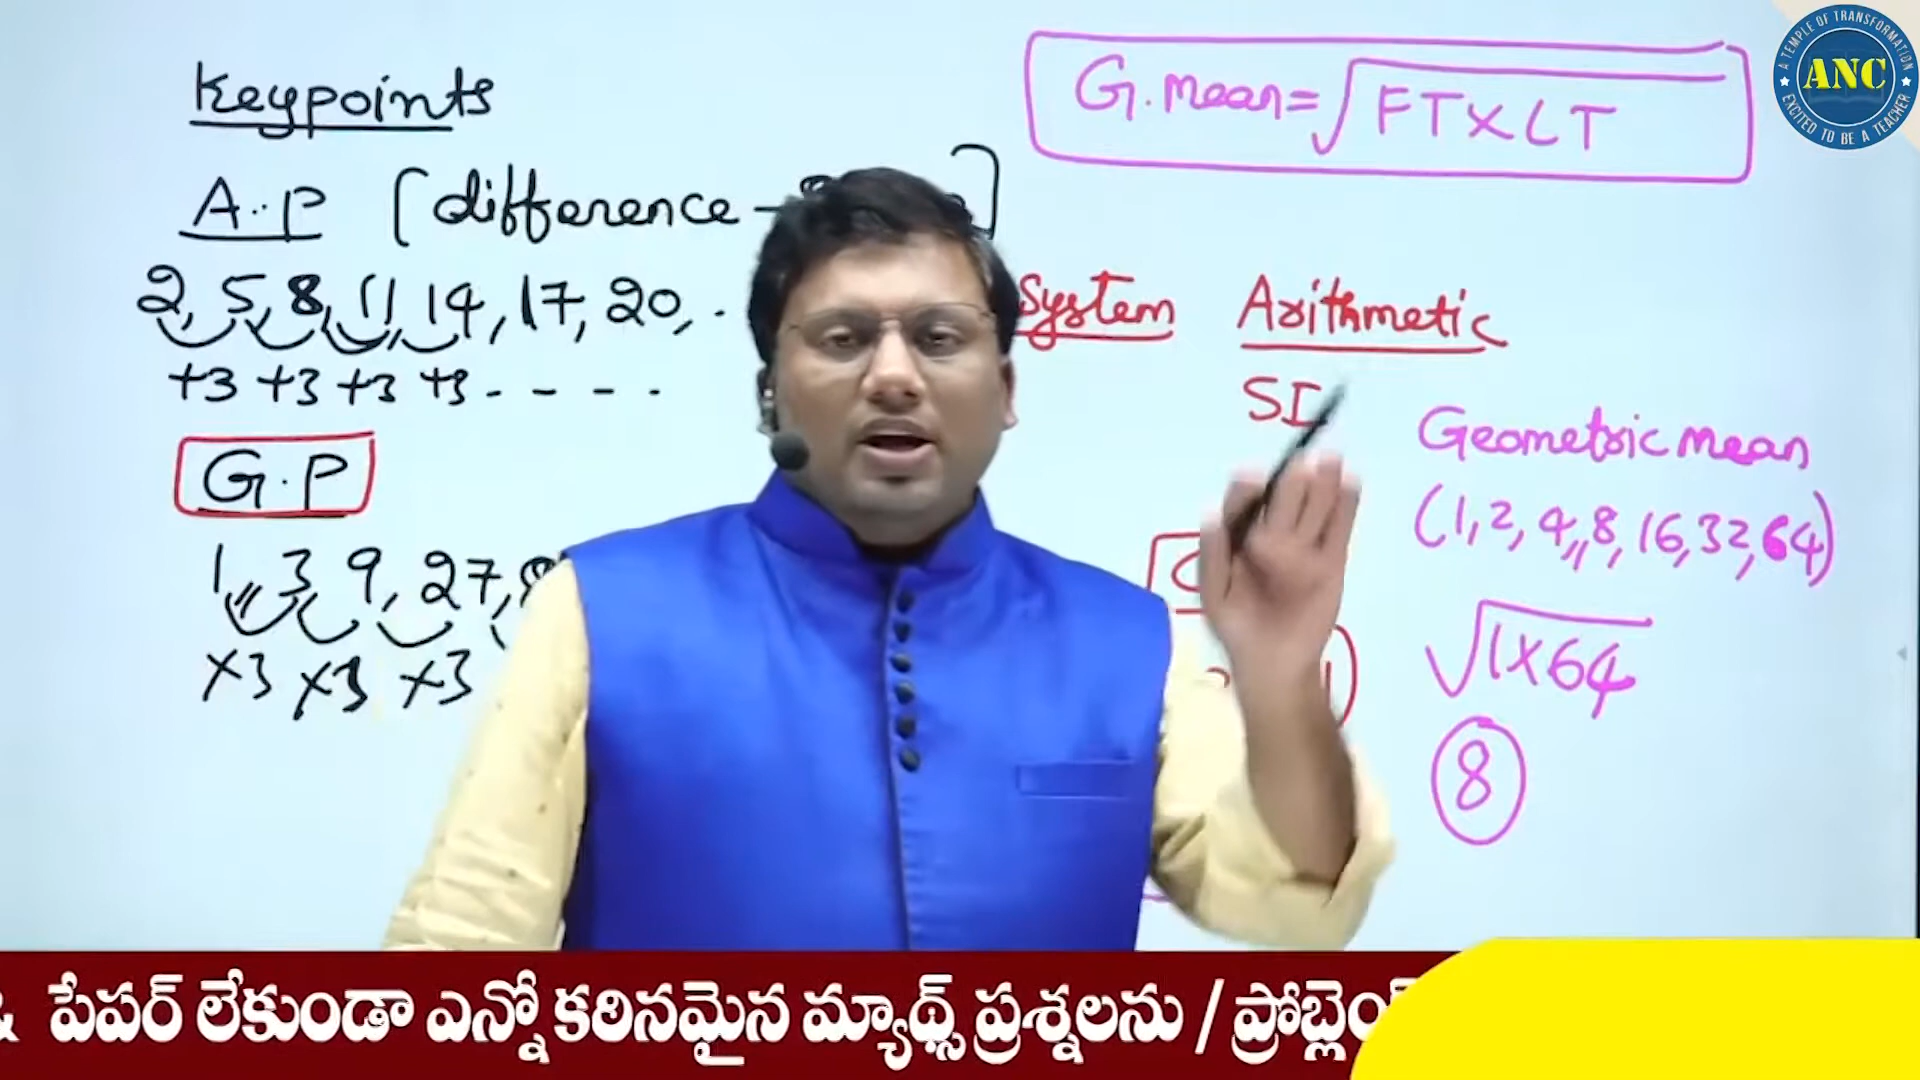 Keypoints
A.P [difference -
2, 5, 8, 11, 14, 17, 20, .
+3 +3 +3 +3 - - - -
G.P
1, 3, 9, 27,
×3 ×3 ×3
G.mean = √FT×LT
System Arithmetic
SI
Geometric mean
(1, 2, 4, 8, 16, 32, 64)
√1×64
8
A TEMPLE OF TRANSFORMATION
ANC
EXCITED TO BE A TEACHER
పేపర్ లేకుండా ఎన్నో కఠినమైన మ్యాథ్స్ ప్రశ్నలను /